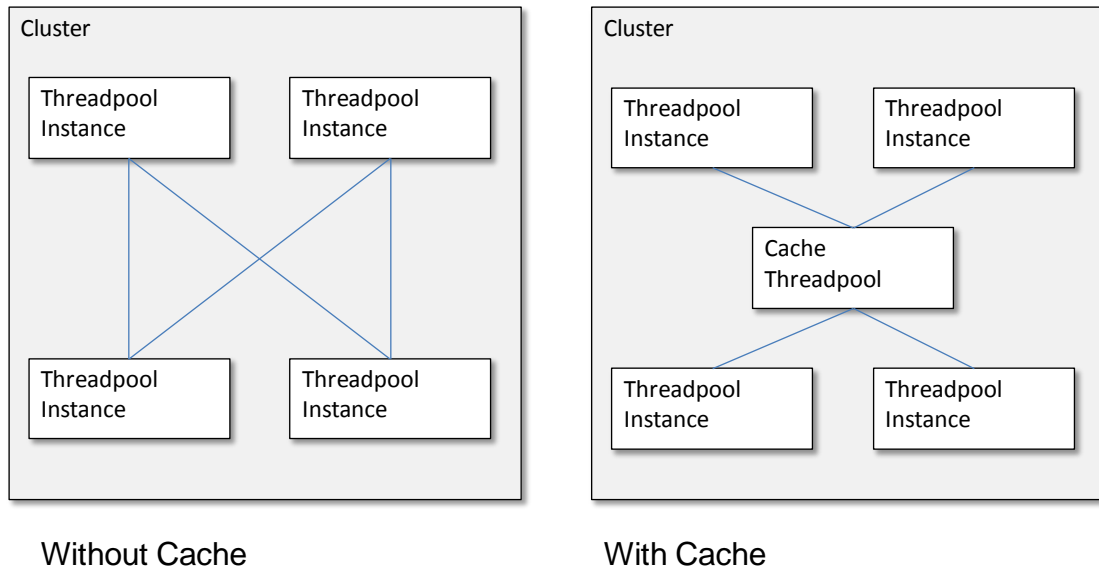 Cluster
Threadpool
Instance
Threadpool
Instance
Threadpool
Instance
Threadpool
Instance
Without Cache
Cluster
Threadpool
Instance
Threadpool
Instance
Cache
Threadpool
Threadpool
Instance
Threadpool
Instance
With Cache